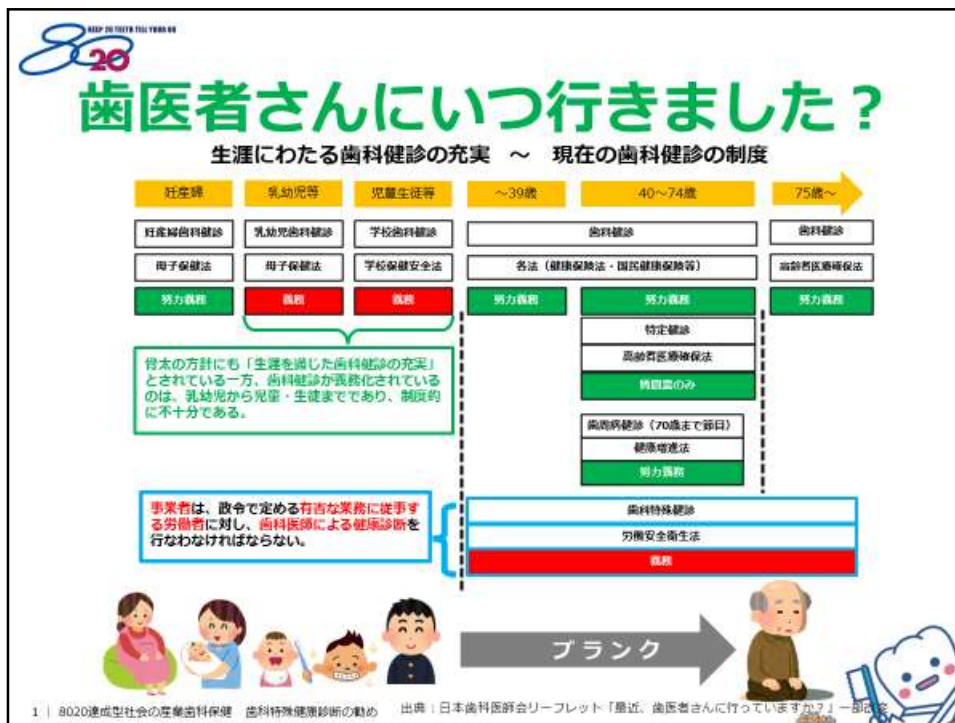 KEEP 20 TEETH TILL YOUR 80
8020
歯医者さんにいつ行きました?
生涯にわたる歯科健診の充実 ～ 現在の歯科健診の制度
妊産婦 乳幼児等 児童生徒等 ～39歳 40～74歳 75歳～
妊産婦歯科健診 乳幼児歯科健診 学校歯科健診 歯科健診 歯科健診
母子保健法 母子保健法 学校保健安全法 各法（健康保険法・国民健康保険等） 高齢者医療確保法
努力義務 義務 義務 努力義務 努力義務 努力義務
特定健診
高齢者医療確保法
質問票のみ
骨太の方針にも「生涯を通じた歯科健診の充実」
とされている一方、歯科健診が義務化されている
のは、乳幼児から児童・生徒までであり、制度的
に不十分である。
歯周病健診（70歳まで節目）
健康増進法
努力義務
事業者は、政令で定める有害な業務に従事す
る労働者に対し、歯科医師による健康診断を
行なわなければならない。
歯科特殊健診
労働安全衛生法
義務
ブランク
1 | 8020達成型社会の産業歯科保健 歯科特殊健康診断の勧め
出典：日本歯科医師会リーフレット「最近、歯医者さんに行っていますか?」一部改変